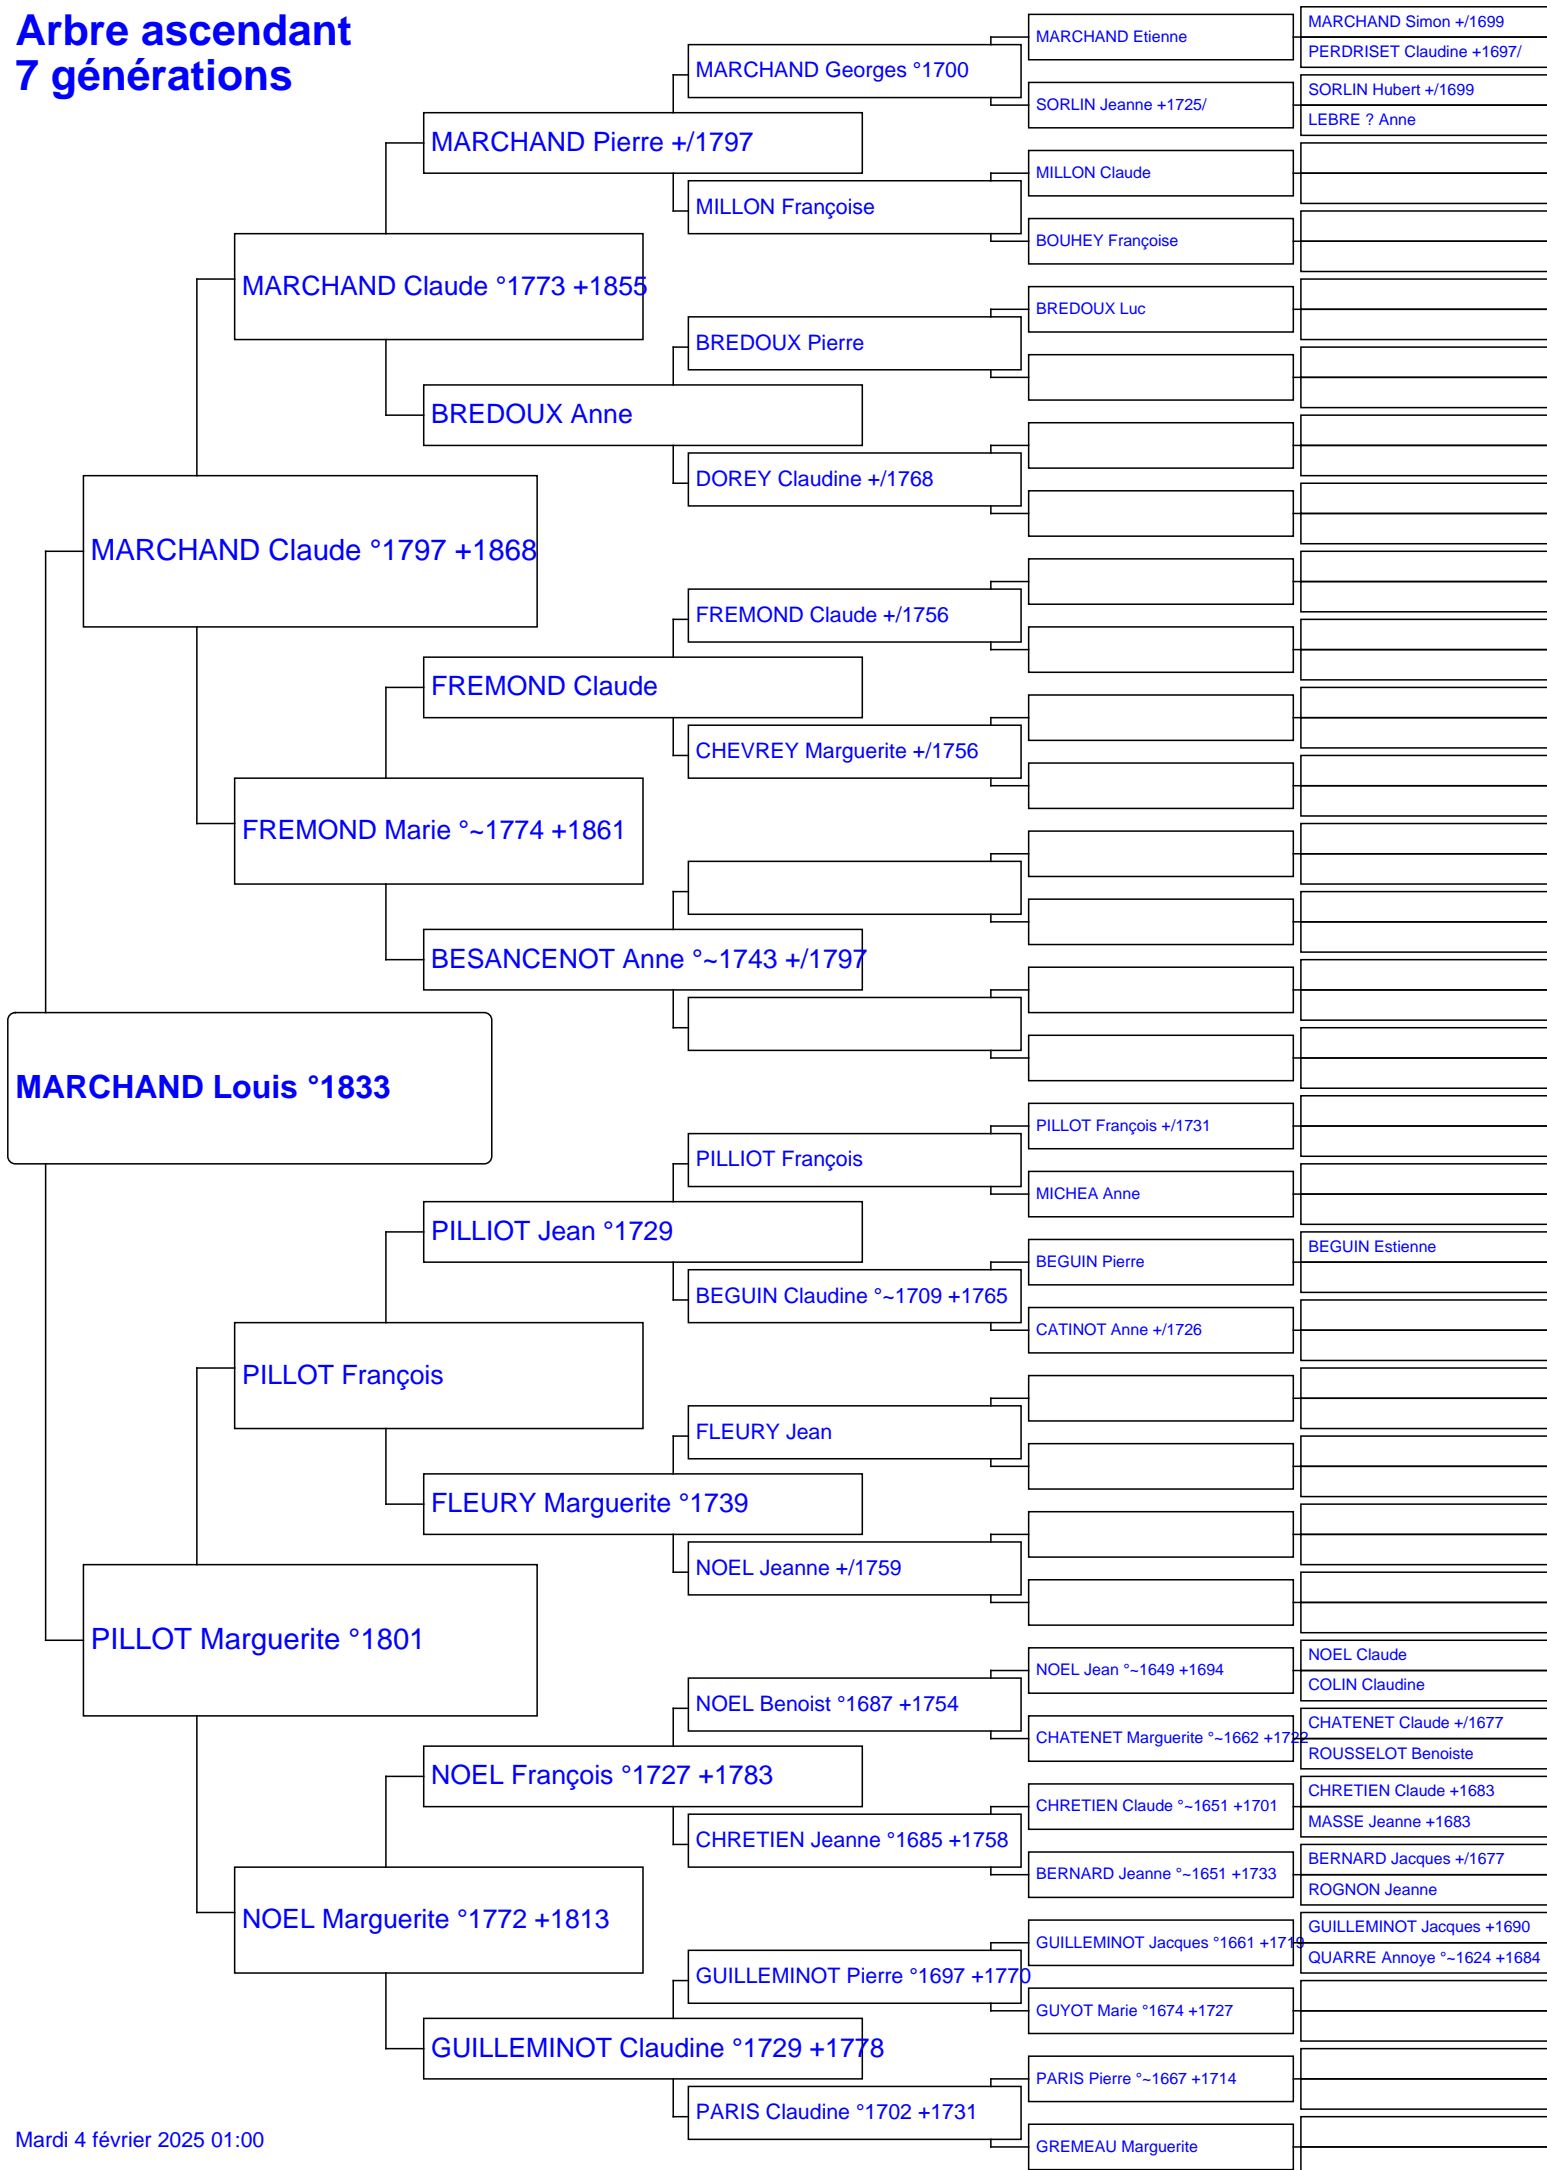 Arbre ascendant
7 générations
MARCHAND Simon +/1699
MARCHAND Etienne
PERDRISET Claudine +1697/
MARCHAND Georges °1700
SORLIN Hubert +/1699
SORLIN Jeanne +1725/
LEBRE ? Anne
MARCHAND Pierre +/1797
MILLON Claude
MILLON Françoise
BOUHEY Françoise
MARCHAND Claude °1773 +1855
BREDOUX Luc
BREDOUX Pierre
BREDOUX Anne
DOREY Claudine +/1768
MARCHAND Claude °1797 +1868
FREMOND Claude +/1756
FREMOND Claude
CHEVREY Marguerite +/1756
FREMOND Marie °~1774 +1861
BESANCENOT Anne °~1743 +/1797
MARCHAND Louis °1833
PILLOT François +/1731
PILLIOT François
MICHEA Anne
PILLIOT Jean °1729
BEGUIN Estienne
BEGUIN Pierre
BEGUIN Claudine °~1709 +1765
CATINOT Anne +/1726
PILLOT François
FLEURY Jean
FLEURY Marguerite °1739
NOEL Jeanne +/1759
PILLOT Marguerite °1801
NOEL Claude
NOEL Jean °~1649 +1694
COLIN Claudine
NOEL Benoist °1687 +1754
CHATENET Claude +/1677
CHATENET Marguerite °~1662 +1722
ROUSSELOT Benoiste
NOEL François °1727 +1783
CHRETIEN Claude +1683
CHRETIEN Claude °~1651 +1701
MASSE Jeanne +1683
CHRETIEN Jeanne °1685 +1758
BERNARD Jacques +/1677
BERNARD Jeanne °~1651 +1733
ROGNON Jeanne
NOEL Marguerite °1772 +1813
GUILLEMINOT Jacques +1690
GUILLEMINOT Jacques °1661 +1719
QUARRE Annoye °~1624 +1684
GUILLEMINOT Pierre °1697 +1770
GUYOT Marie °1674 +1727
GUILLEMINOT Claudine °1729 +1778
PARIS Pierre °~1667 +1714
PARIS Claudine °1702 +1731
GREMEAU Marguerite
Mardi 4 février 2025 01:00